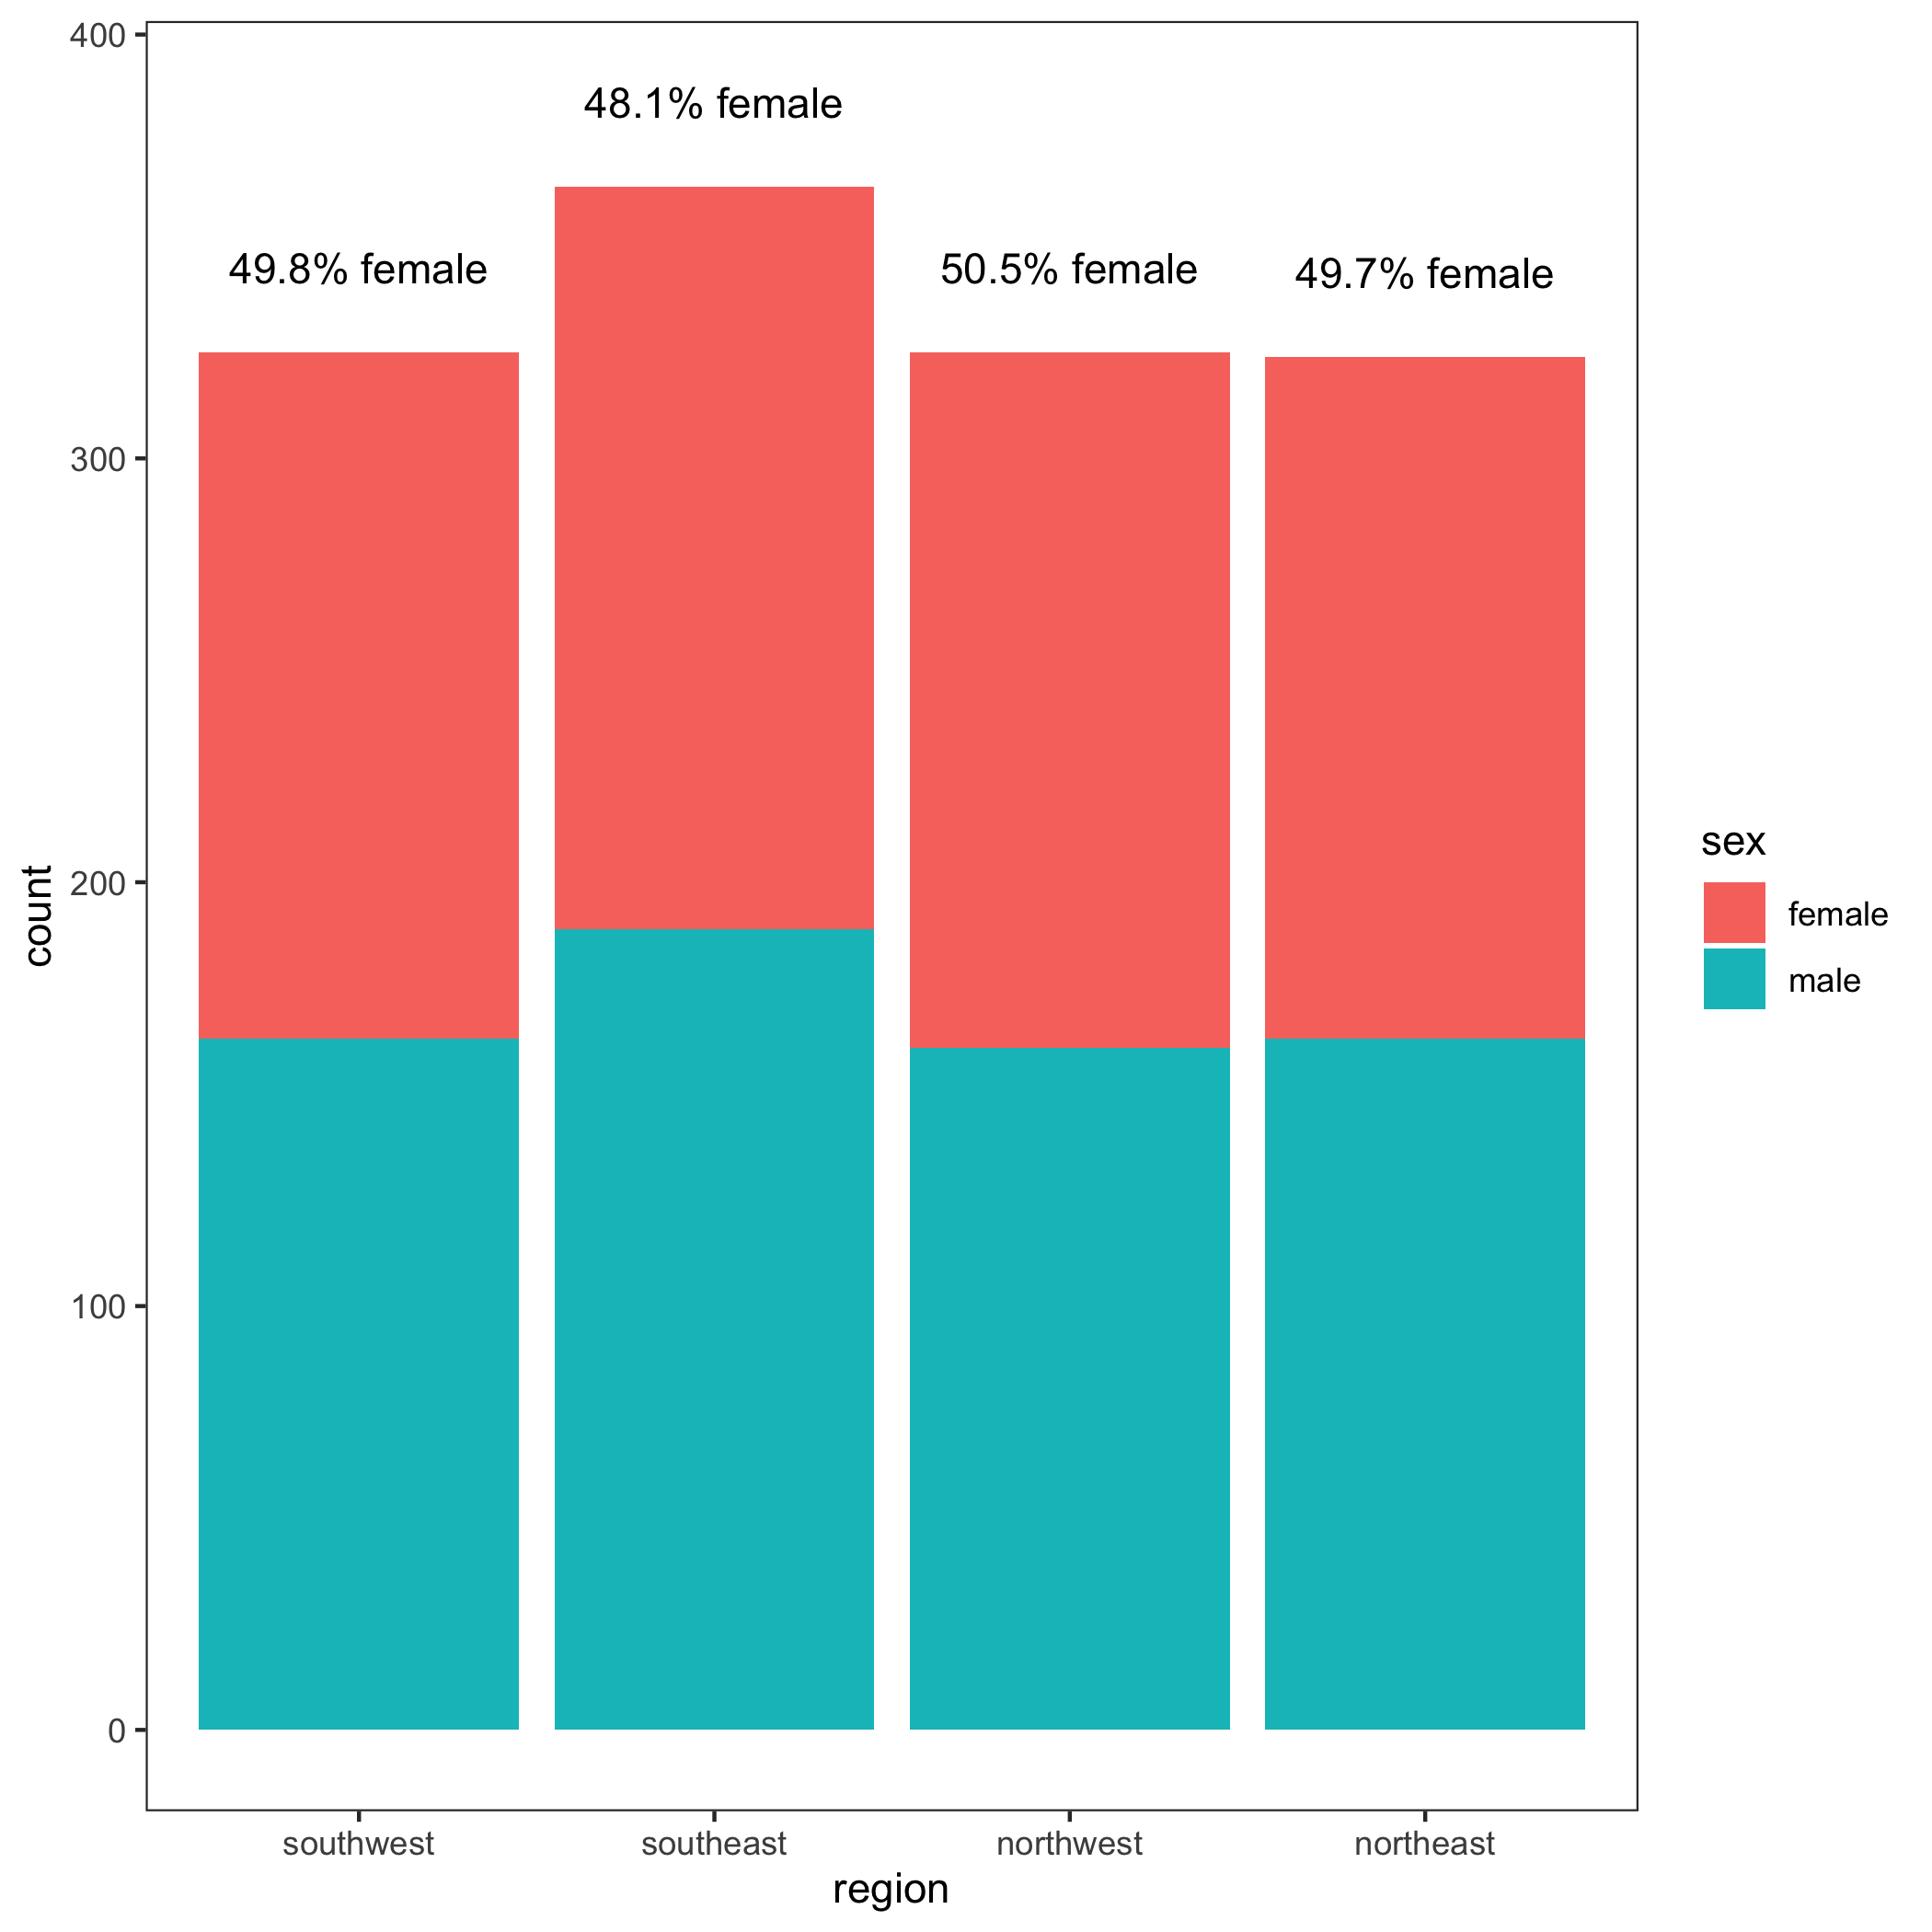 400
300
200
100
0
count
48.1% female
49.8% female
50.5% female
49.7% female
southwest
southeast
northwest
northeast
region
sex
female
male